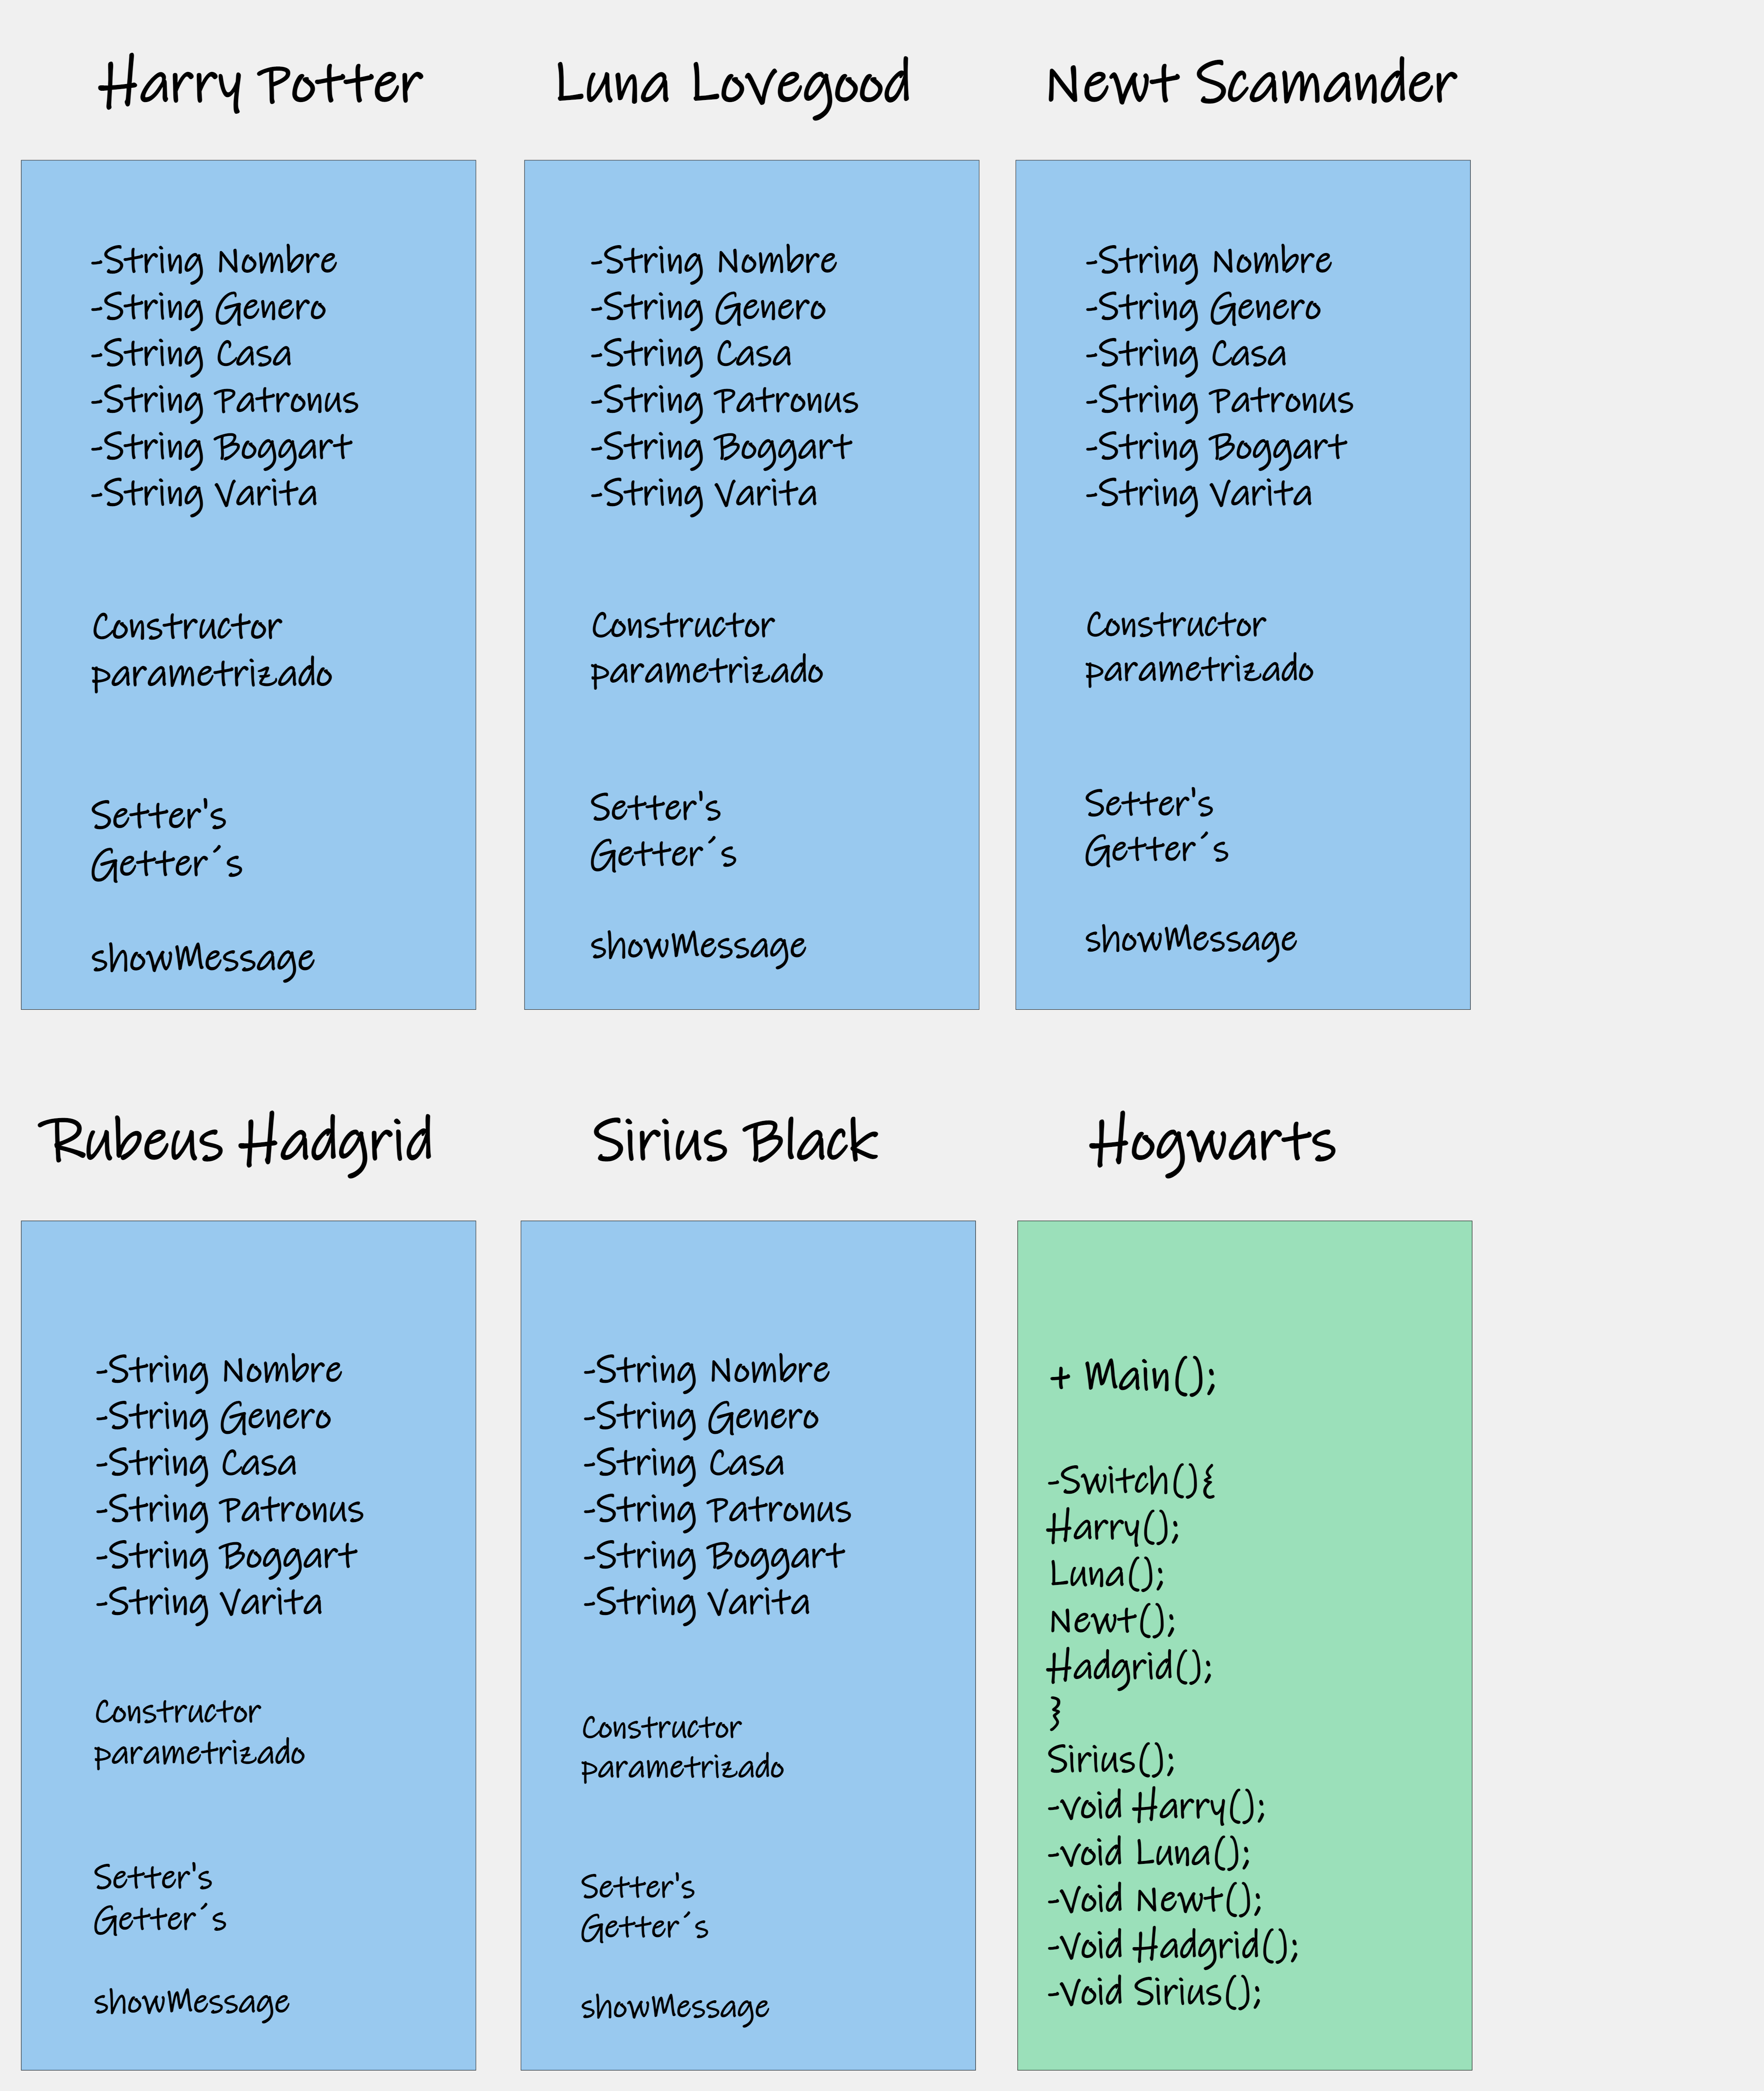 Harry Potter
-String Nombre
-String Genero
-String Casa
-String Patronus
-String Boggart
-String Varita
Constructor
parametrizado
Setter's
Getter´s
showMessage
Luna Lovegood
-String Nombre
-String Genero
-String Casa
-String Patronus
-String Boggart
-String Varita
Constructor
parametrizado
Setter's
Getter´s
showMessage
Newt Scamander
-String Nombre
-String Genero
-String Casa
-String Patronus
-String Boggart
-String Varita
Constructor
parametrizado
Setter's
Getter´s
showMessage
Rubeus Hadgrid
-String Nombre
-String Genero
-String Casa
-String Patronus
-String Boggart
-String Varita
Constructor
parametrizado
Setter's
Getter´s
showMessage
Sirius Black
-String Nombre
-String Genero
-String Casa
-String Patronus
-String Boggart
-String Varita
Constructor
parametrizado
Setter's
Getter´s
showMessage
Hogwarts
+ Main();
-Switch(){
Harry();
Luna();
Newt();
Hadgrid();
}
Sirius();
-void Harry();
-void Luna();
-Void Newt();
-Void Hadgrid();
-Void Sirius();